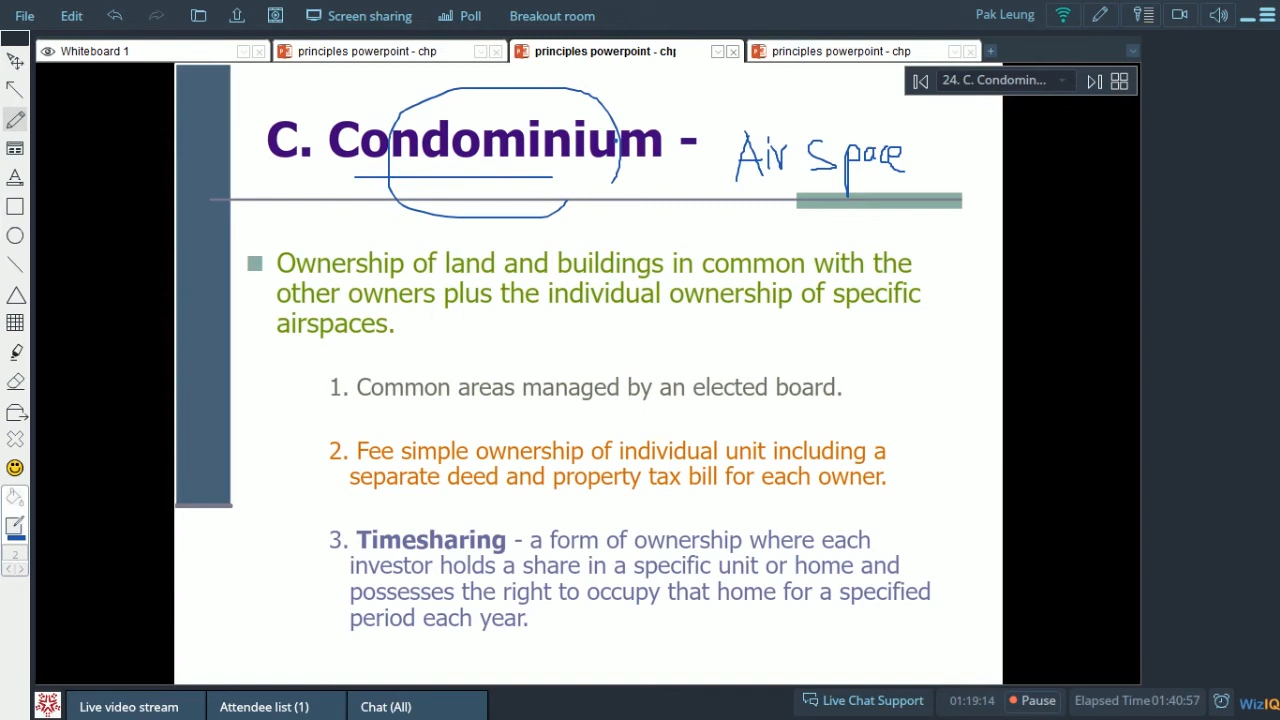 File Edit Screen sharing Poll Breakout room Pak Leung
Whiteboard 1 principles powerpoint - chp principles powerpoint - chp principles powerpoint - chp
24. C. Condomin...
C. Condominium - Air Space
Ownership of land and buildings in common with the
other owners plus the individual ownership of specific
airspaces.
1. Common areas managed by an elected board.
2. Fee simple ownership of individual unit including a
separate deed and property tax bill for each owner.
3. Timesharing - a form of ownership where each
investor holds a share in a specific unit or home and
possesses the right to occupy that home for a specified
period each year.
2
Live video stream Attendee list (1) Chat (All) Live Chat Support 01:19:14 Pause Elapsed Time 01:40:57 WizIQ